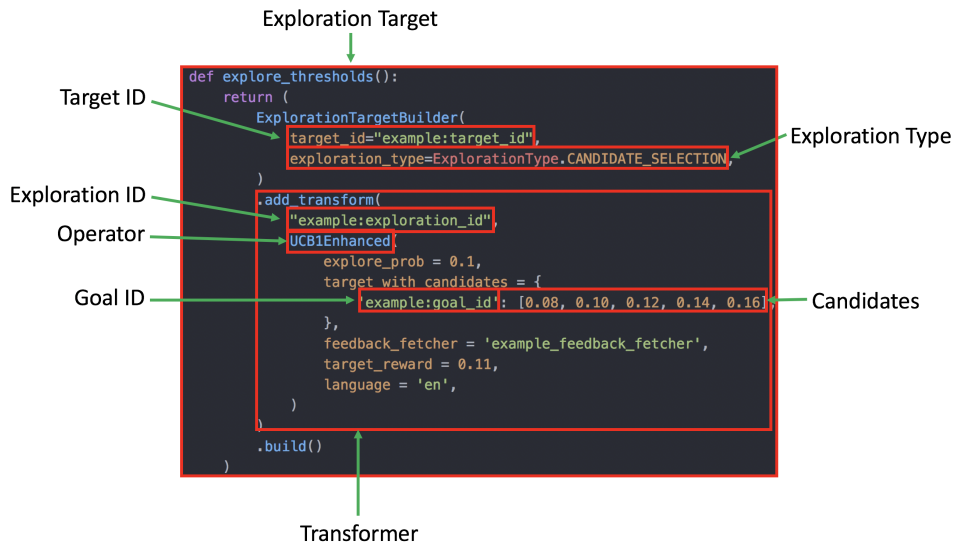 Exploration Target
def explore_thresholds():
return (
Target ID
ExplorationTargetBuilder(
target_id="example:target_id",
Exploration Type
exploration_type=ExplorationType.CANDIDATE_SELECTION,
)
Exploration ID
.add_transform(
"example:exploration_id",
Operator
UCB1Enhanced(
explore_prob = 0.1,
target_with_candidates = {
Goal ID
'example:goal_id': [0.08, 0.10, 0.12, 0.14, 0.16],
Candidates
},
feedback_fetcher = 'example_feedback_fetcher',
target_reward = 0.11,
language = 'en',
)
)
.build()
)
Transformer